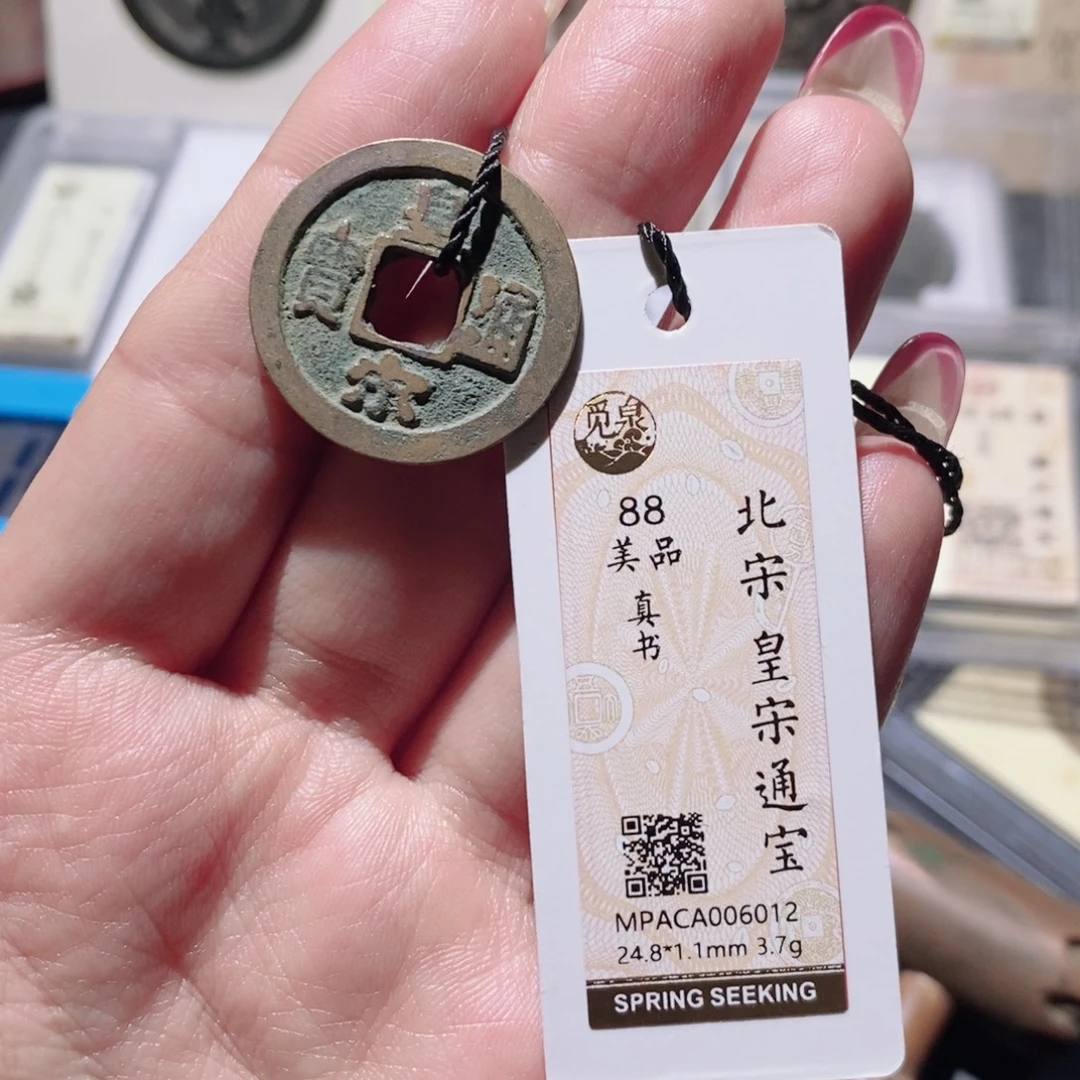 皇宋通寶
觅泉
北宋皇宋通宝
88
美品
真书
MPACA006012
24.8*1.1mm 3.7g
SPRING SEEKING